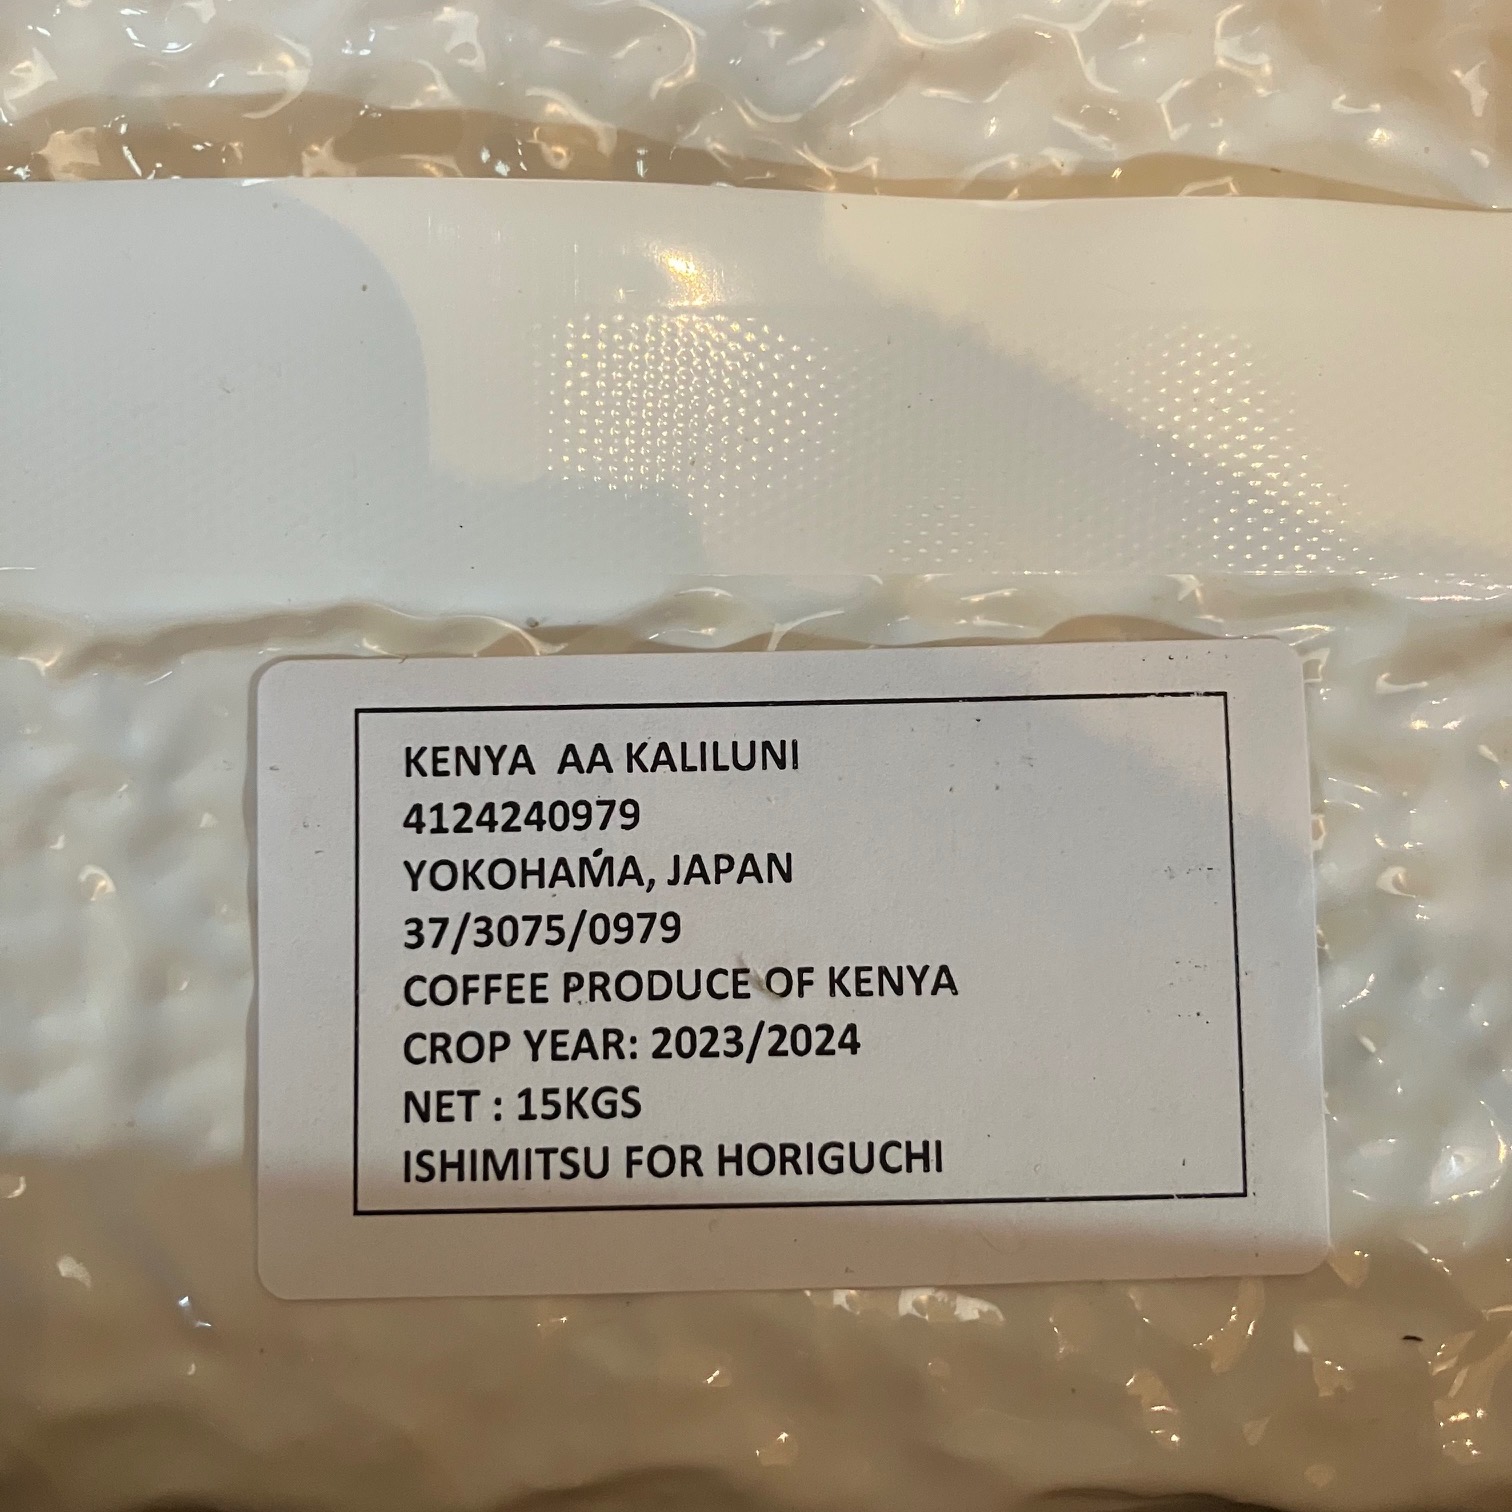 KENYA  AA KALILUNI
4124240979
YOKOHAMA, JAPAN
37/3075/0979
COFFEE PRODUCE OF KENYA
CROP YEAR: 2023/2024
NET : 15KGS
ISHIMITSU FOR HORIGUCHI